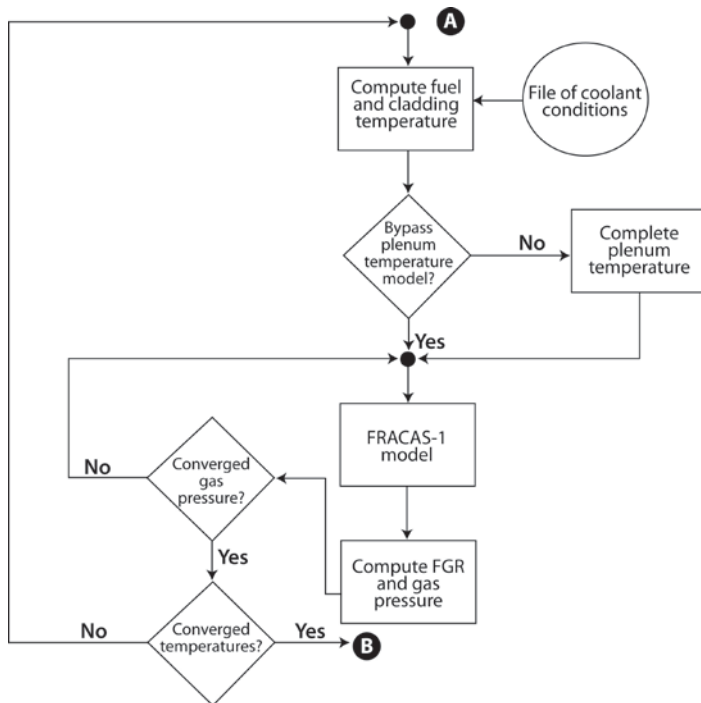 A
Compute fuel
and cladding
temperature
File of coolant
conditions
Bypass
plenum
temperature
model?
No
Complete
plenum
temperature
Yes
FRACAS-1
model
No
Converged
gas
pressure?
Yes
Compute FGR
and gas
pressure
No
Converged
temperatures?
Yes
B